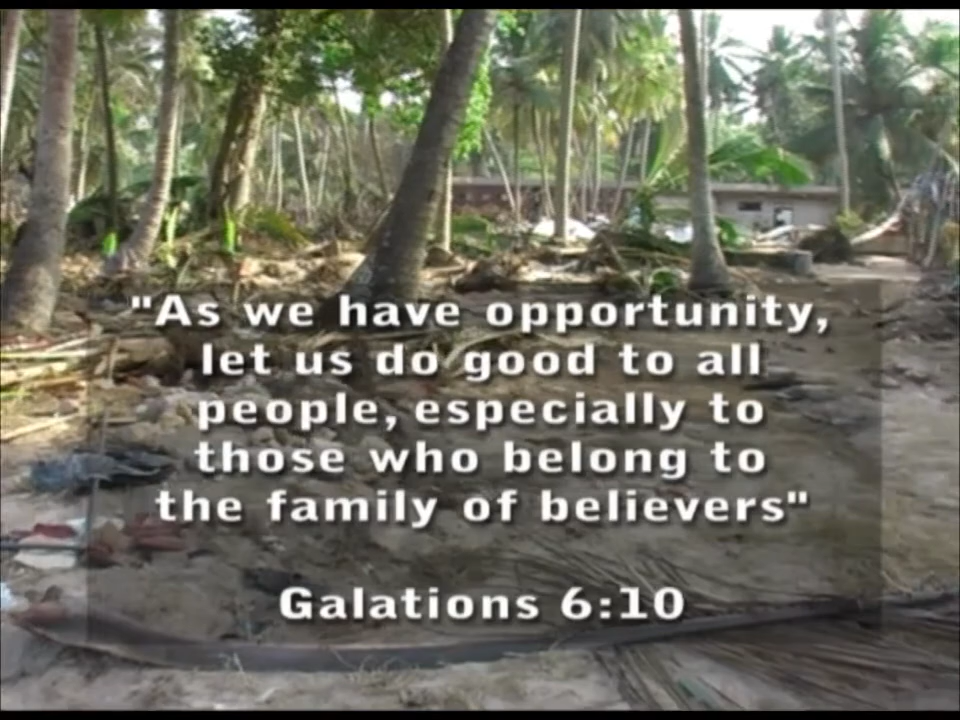 "As we have opportunity,
let us do good to all
people, especially to
those who belong to
the family of believers"
Galations 6:10